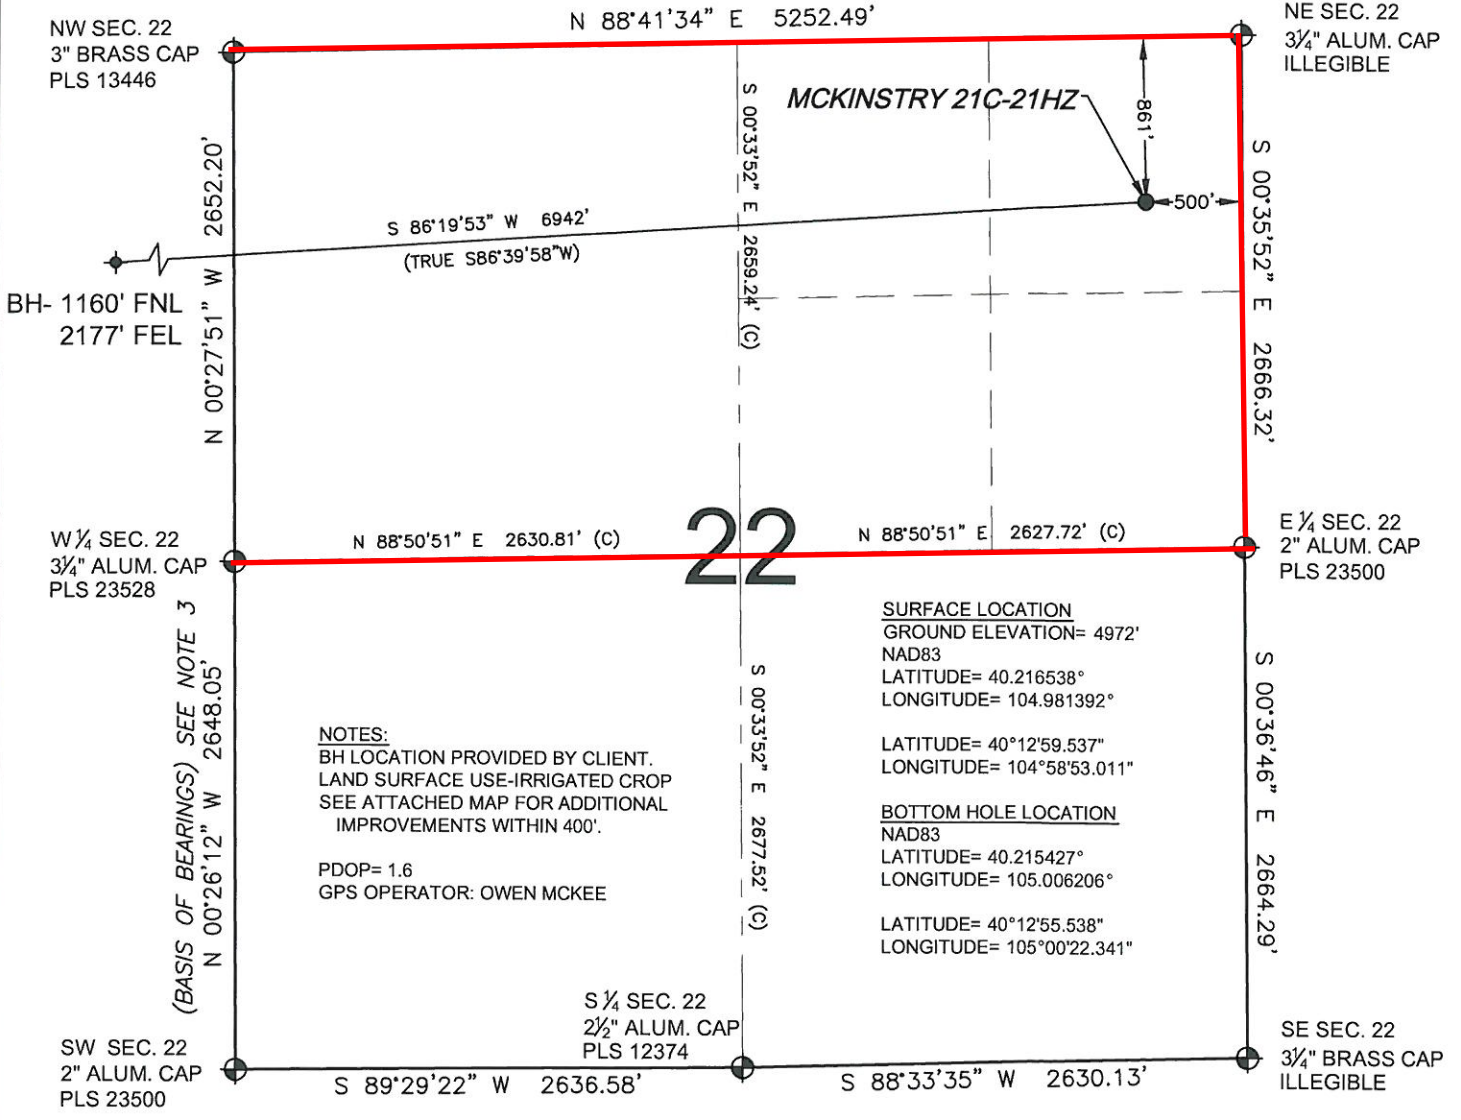 N 88°41'34" E 5252.49'
NW SEC. 22
3" BRASS CAP
PLS 13446
NE SEC. 22
3¼" ALUM. CAP
ILLEGIBLE
MCKINSTRY 21C-21HZ
861'
500'
S 00°33'52" E 2659.24' (C)
N 00°27'51" W 2652.20'
S 00°35'52" E 2666.32'
S 86°19'53" W 6942'
(TRUE S86°39'58"W)
BH- 1160' FNL
2177' FEL
W ¼ SEC. 22
3¼" ALUM. CAP
PLS 23528
N 88°50'51" E 2630.81' (C)
22
N 88°50'51" E 2627.72' (C)
E ¼ SEC. 22
2" ALUM. CAP
PLS 23500
(BASIS OF BEARINGS) SEE NOTE 3
N 00°26'12" W 2648.05'
NOTES:
BH LOCATION PROVIDED BY CLIENT.
LAND SURFACE USE-IRRIGATED CROP
SEE ATTACHED MAP FOR ADDITIONAL
IMPROVEMENTS WITHIN 400'.
PDOP= 1.6
GPS OPERATOR: OWEN MCKEE
S 00°33'52" E 2677.52' (C)
SURFACE LOCATION
GROUND ELEVATION= 4972'
NAD83
LATITUDE= 40.216538°
LONGITUDE= 104.981392°
LATITUDE= 40°12'59.537"
LONGITUDE= 104°58'53.011"
BOTTOM HOLE LOCATION
NAD83
LATITUDE= 40.215427°
LONGITUDE= 105.006206°
LATITUDE= 40°12'55.538"
LONGITUDE= 105°00'22.341"
S 00°36'46" E 2664.29'
SW SEC. 22
2" ALUM. CAP
PLS 23500
S ¼ SEC. 22
2½" ALUM. CAP
PLS 12374
SE SEC. 22
3¼" BRASS CAP
ILLEGIBLE
S 89°29'22" W 2636.58'
S 88°33'35" W 2630.13'